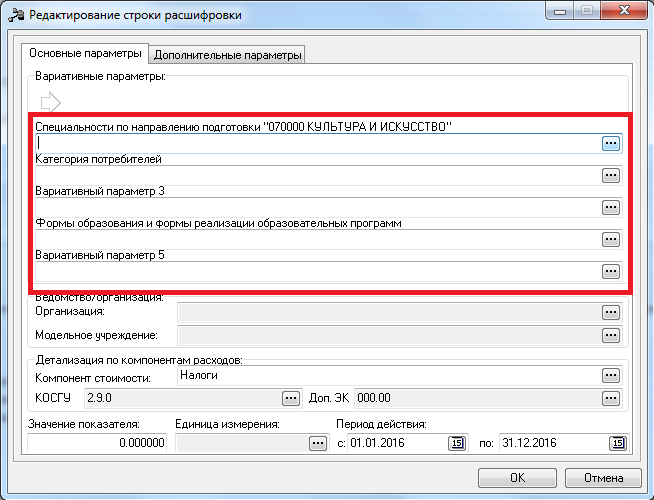 Редактирование строки расшифровки
Основные параметры Дополнительные параметры
Вариативные параметры:
Специальности по направлению подготовки "070000 КУЛЬТУРА И ИСКУССТВО"
Категория потребителей
Вариативный параметр 3
Формы образования и формы реализации образовательных программ
Вариативный параметр 5
Ведомство/организация:
Организация:
Модельное учреждение:
Детализация по компонентам расходов:
Компонент стоимости: Налоги
КОСГУ 2.9.0 Доп. ЭК 000.00
Значение показателя: Единица измерения: Период действия:
0.000000 с: 01.01.2016 15 по: 31.12.2016 15
OK Отмена